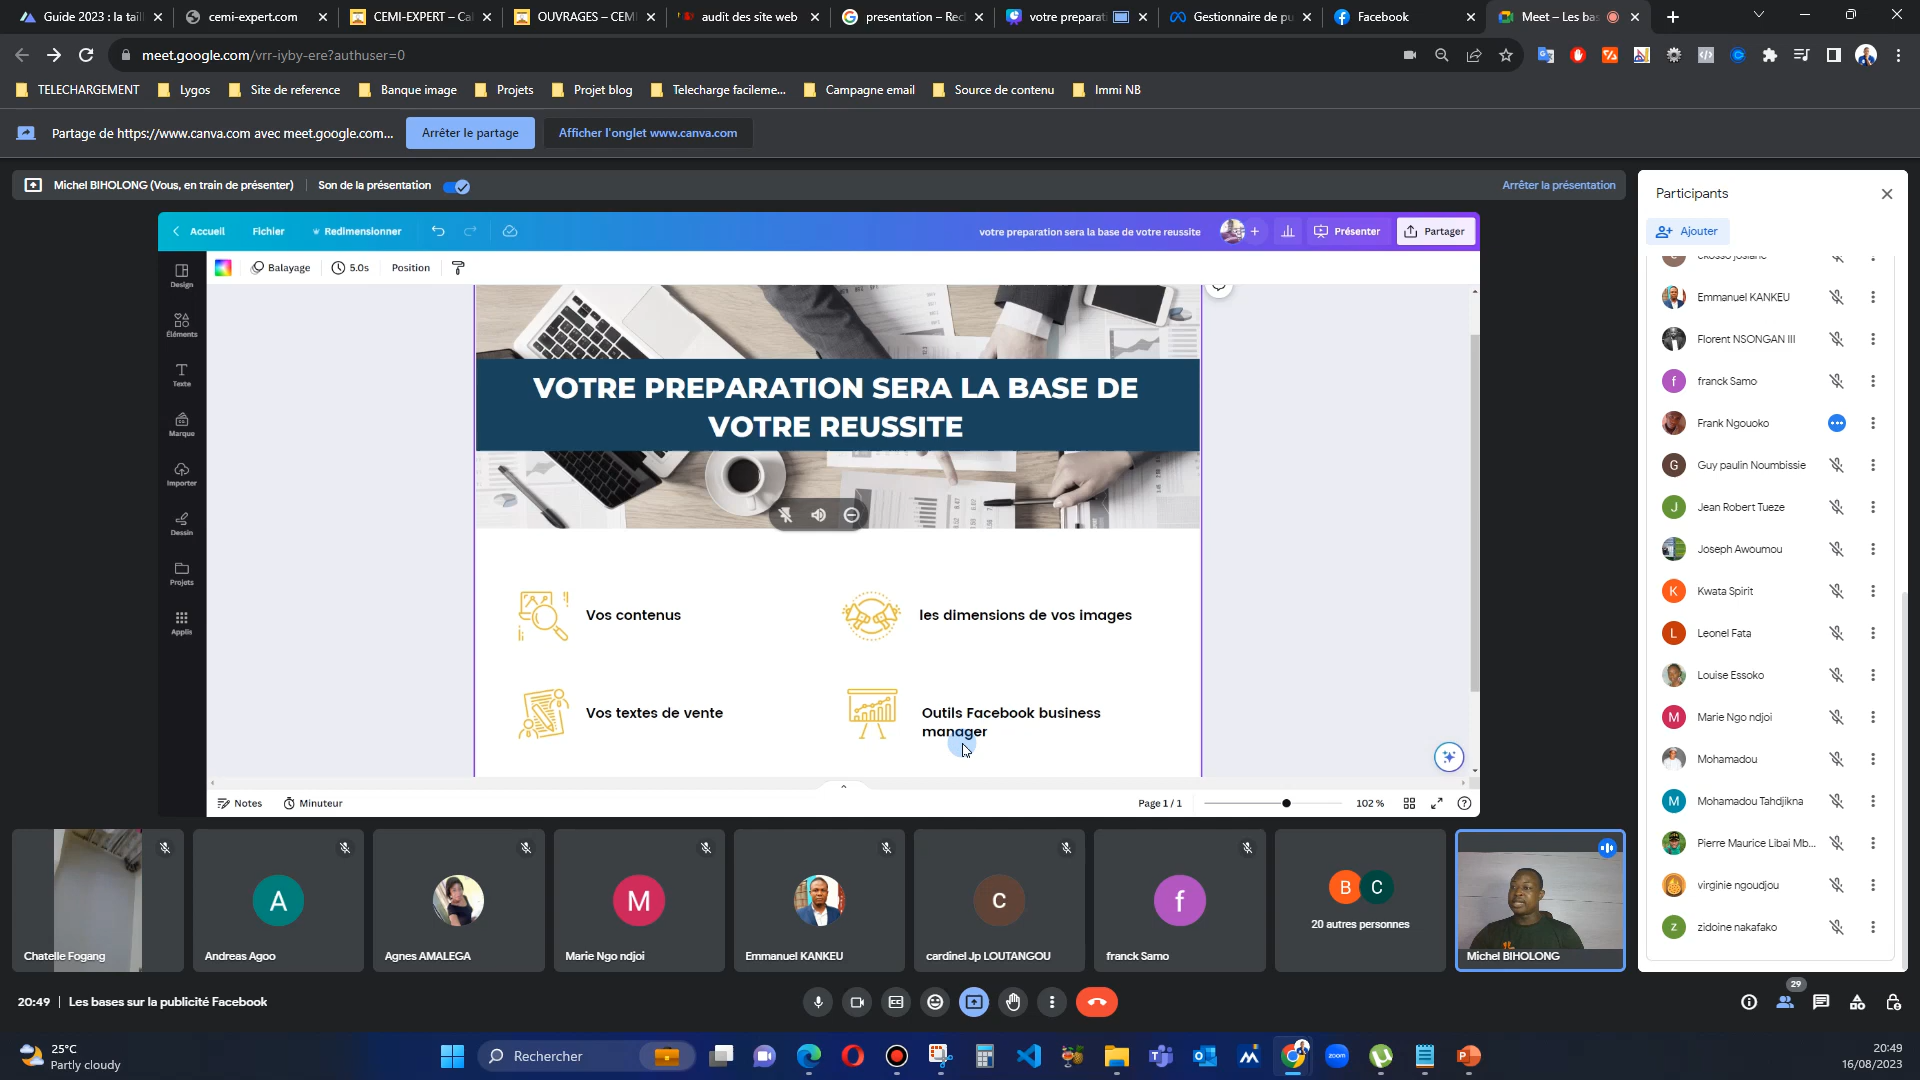 Guide 2023 : la tail
cemi-expert.com
CEMI-EXPERT – Ca
OUVRAGES – CEM
audit des site web
presentation – Rec
votre preparat
Gestionnaire de pu
Facebook
Meet – Les ba
meet.google.com/vrr-iyby-ere?authuser=0
TELECHARGEMENT
Lygos
Site de reference
Banque image
Projets
Projet blog
Telecharge facileme...
Campagne email
Source de contenu
Immi NB
Partage de https://www.canva.com avec meet.google.com...
Arrêter le partage
Afficher l'onglet www.canva.com
Michel BIHOLONG (Vous, en train de présenter)
Son de la présentation
Arrêter la présentation
Accueil
Fichier
Redimensionner
votre preparation sera la base de votre reussite
Présenter
Partager
Balayage
5.0s
Position
Design
Éléments
Texte
Marque
Importer
Dessin
Projets
Applis
VOTRE PREPARATION SERA LA BASE DE
VOTRE REUSSITE
Vos contenus
les dimensions de vos images
Vos textes de vente
Outils Facebook business
manager
Notes
Minuteur
Page 1 / 1
102 %
Participants
Ajouter
Emmanuel KANKEU
Florent NSONGAN III
f
franck Samo
Frank Ngouoko
G
Guy paulin Noumbissie
J
Jean Robert Tueze
Joseph Awoumou
K
Kwata Spirit
L
Leonel Fata
Louise Essoko
M
Marie Ngo ndjoi
Mohamadou
M
Mohamadou Tahdjikna
Pierre Maurice Libai Mb...
virginie ngoudjou
z
zidoine nakafako
Chatelle Fogang
A
Andreas Agoo
Agnes AMALEGA
M
Marie Ngo ndjoi
Emmanuel KANKEU
c
cardinel Jp LOUTANGOU
f
franck Samo
B C
20 autres personnes
Michel BIHOLONG
20:49 | Les bases sur la publicité Facebook
29
25°C
Partly cloudy
Rechercher
zoom
20:49
16/08/2023